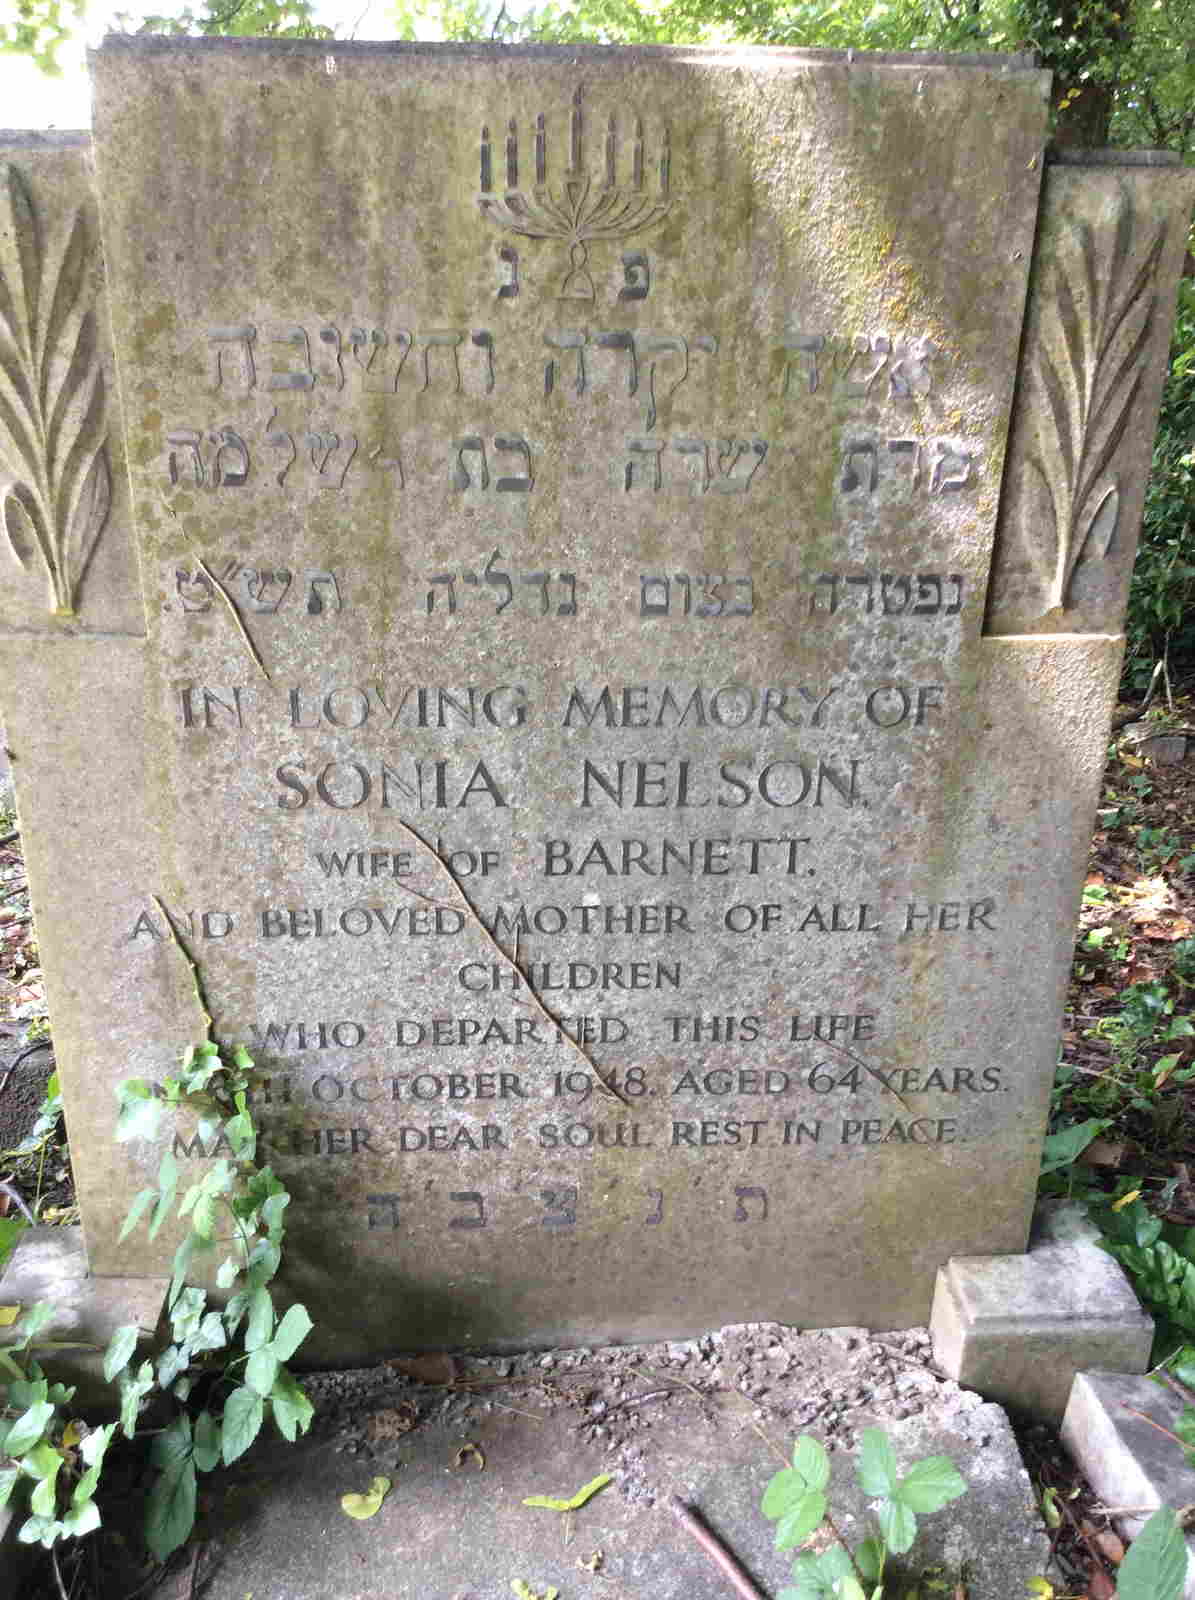 פ נ
אשה יקרה וחשובה
מרת שרה בת ר' שלמה
נפטרה בצום גדליה תש"ט.
IN LOVING MEMORY OF
SONIA NELSON.
WIFE OF BARNETT.
AND BELOVED MOTHER OF ALL HER
CHILDREN
WHO DEPARTED THIS LIFE
OCTOBER 1948. AGED 64 YEARS.
MAY HER DEAR SOUL REST IN PEACE.
ת' נ' צ' ב' ה'